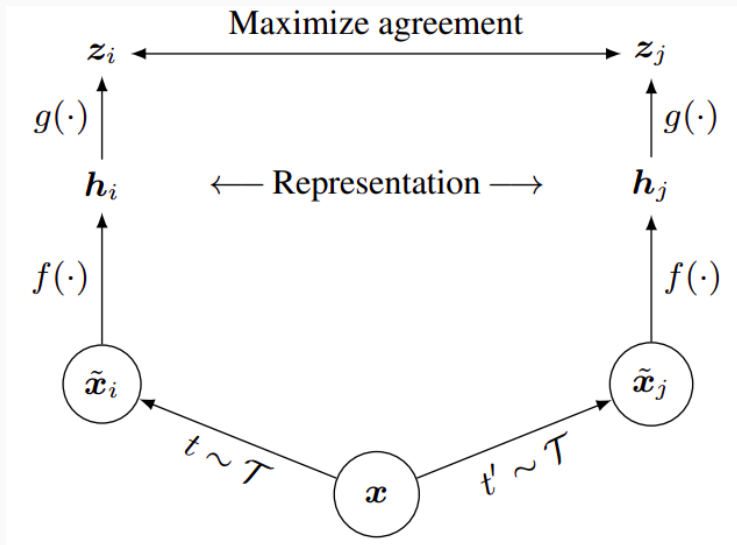 Maximize agreement
z_i z_j
g(·) g(·)
h_i ← Representation → h_j
f(·) f(·)
x̃_i x̃_j
t ~ 𝒯 t′ ~ 𝒯
x